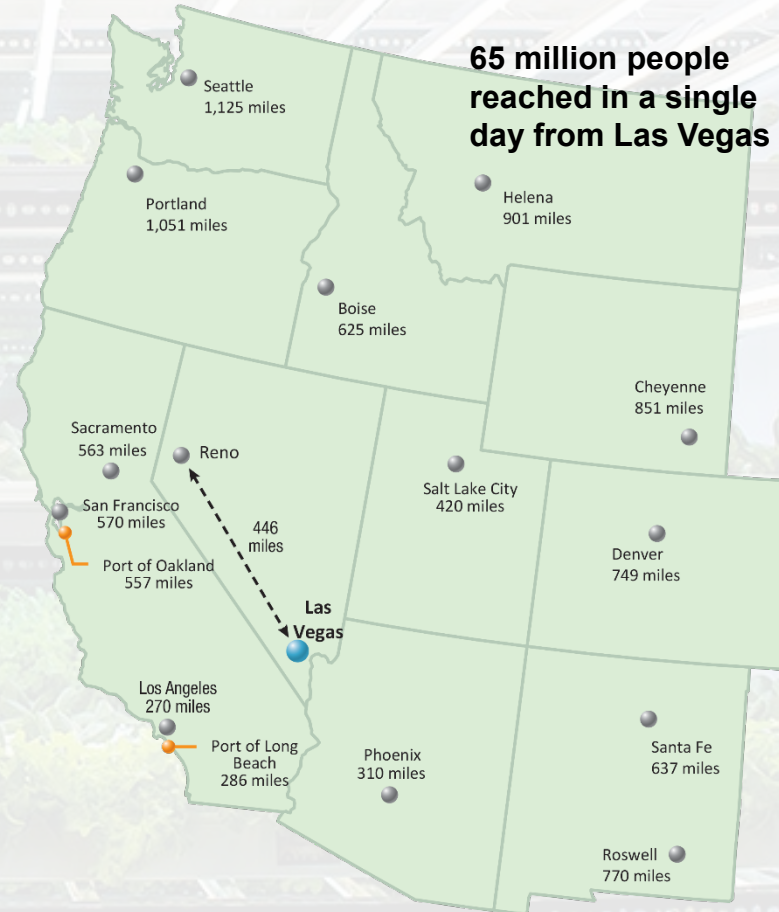 65 million people
reached in a single
day from Las Vegas
Seattle
1,125 miles
Portland
1,051 miles
Helena
901 miles
Boise
625 miles
Cheyenne
851 miles
Sacramento
563 miles
Reno
Salt Lake City
420 miles
San Francisco
570 miles
446
miles
Port of Oakland
557 miles
Denver
749 miles
Las
Vegas
Los Angeles
270 miles
Port of Long
Beach
286 miles
Phoenix
310 miles
Santa Fe
637 miles
Roswell
770 miles